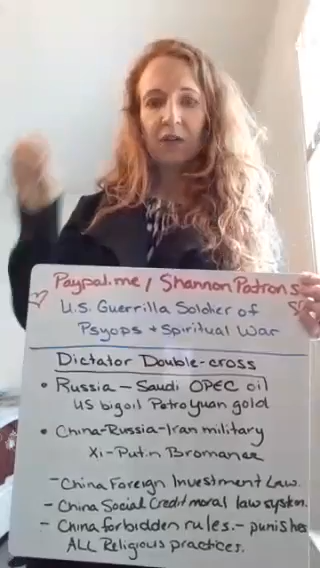 Paypal.me / ShannonPatrons
U.S. Guerrilla Soldier of
Psyops + Spiritual War
Dictator Double-cross
• Russia – Saudi OPEC oil
US bigoil Petroyuan gold
• China-Russia-Iran military
Xi-Putin Bromance
- China Foreign Investment Law.
- China Social Credit moral law system.
- China forbidden rules. - punishes
ALL Religious practices.